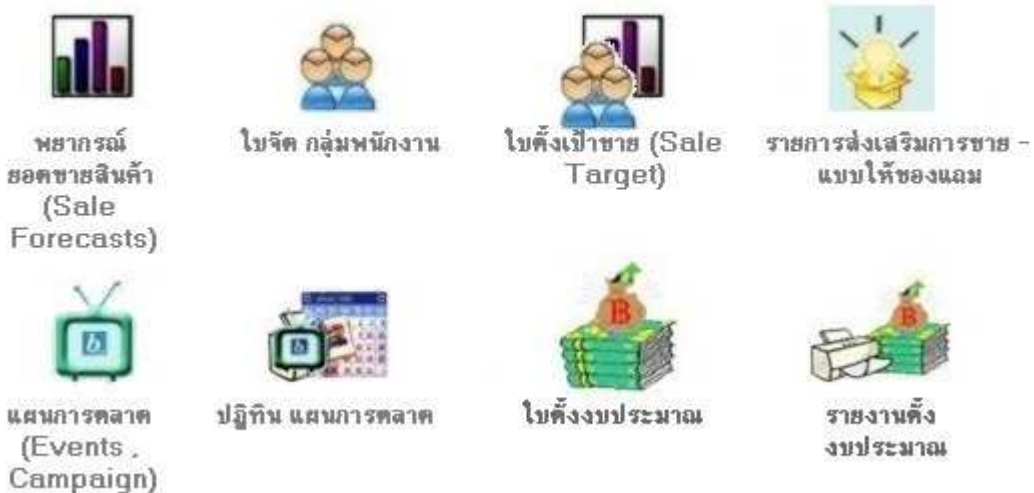 พยากรณ์
ยอดขายสินค้า
(Sale
Forecasts)
ใบจัด กลุ่มพนักงาน
ใบตั้งเป้าขาย (Sale
Target)
รายการส่งเสริมการขาย -
แบบให้ของแถม
b
แผนการตลาด
(Events ,
Campaign)
b
ปฏิทิน แผนการตลาด
B
ใบตั้งงบประมาณ
B
รายงานตั้ง
งบประมาณ